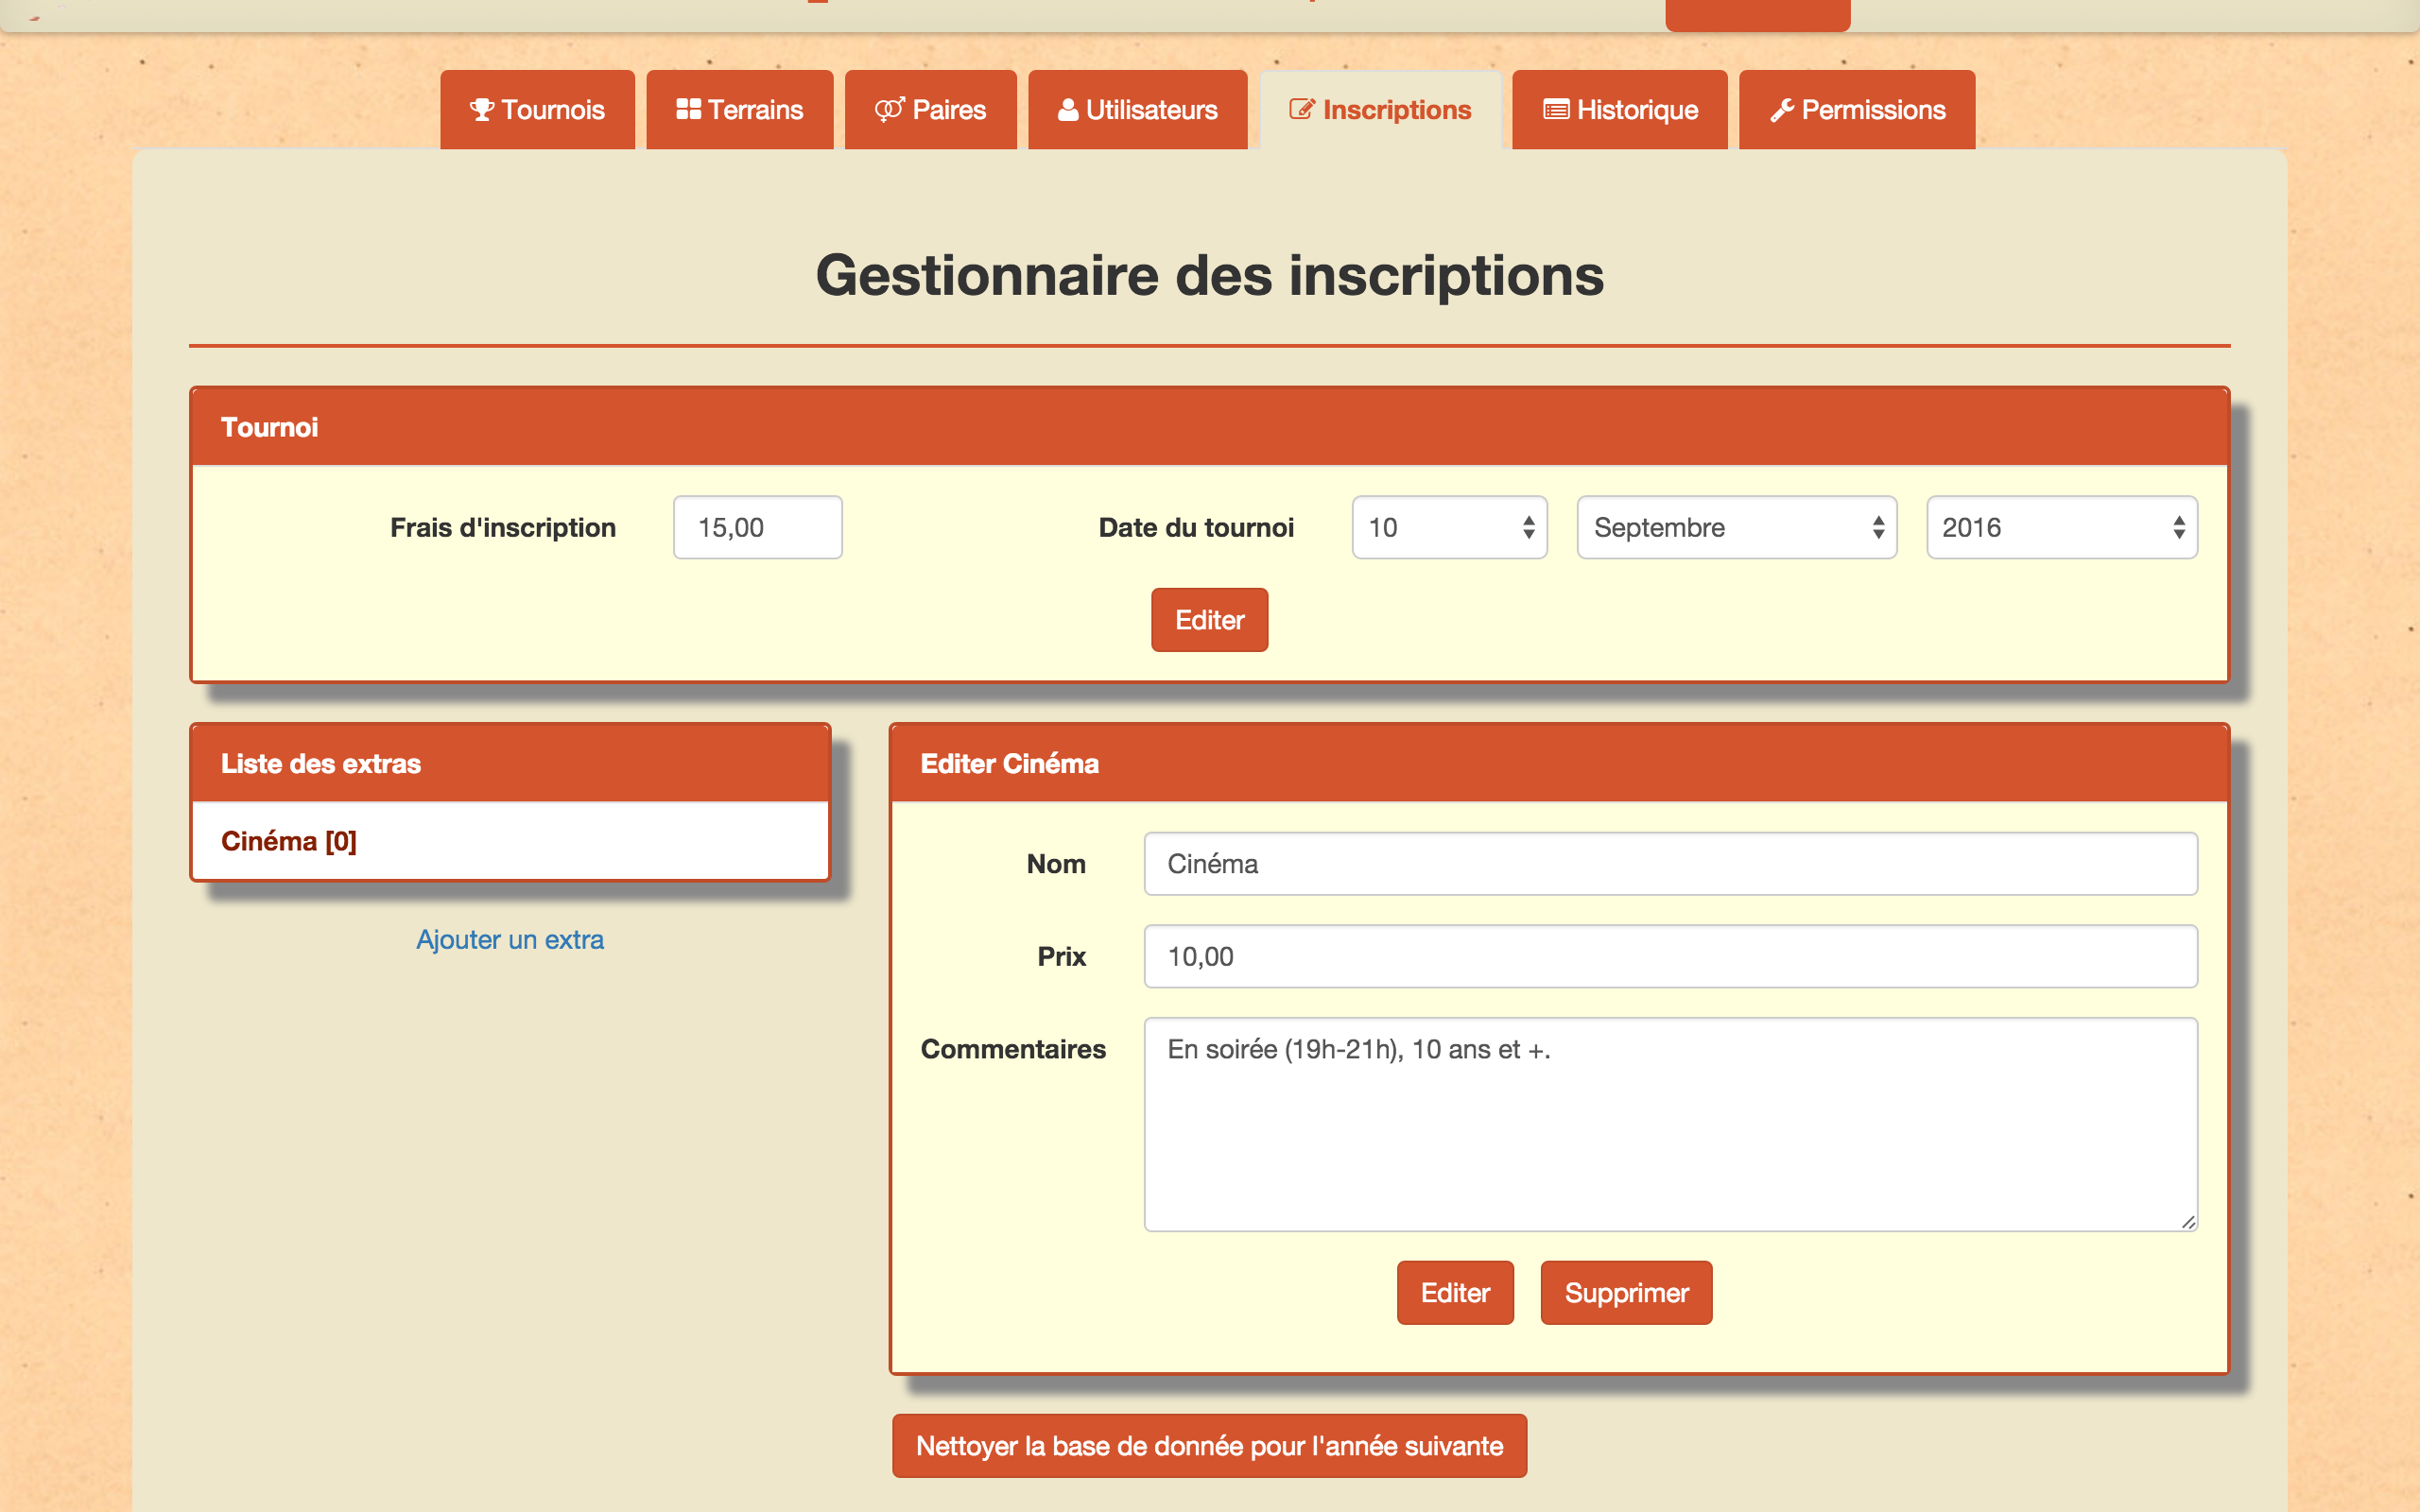 Tournois Terrains Paires Utilisateurs Inscriptions Historique Permissions
Gestionnaire des inscriptions
Tournoi
Frais d'inscription 15,00 Date du tournoi 10 Septembre 2016
Editer
Liste des extras
Cinéma [0]
Ajouter un extra
Editer Cinéma
Nom Cinéma
Prix 10,00
Commentaires En soirée (19h-21h), 10 ans et +.
Editer Supprimer
Nettoyer la base de donnée pour l'année suivante